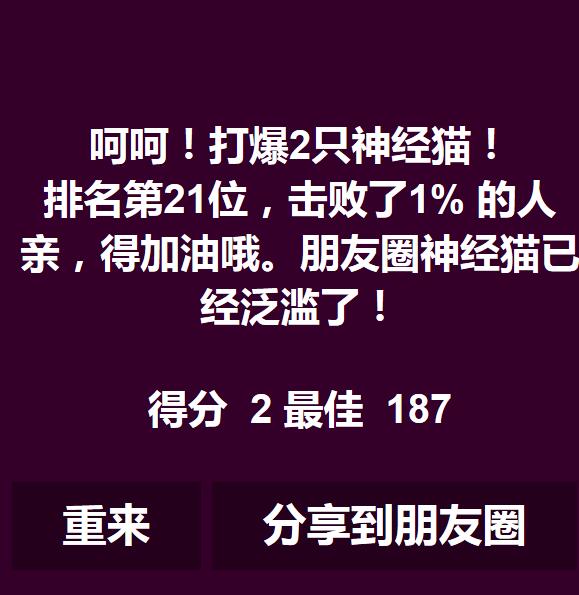 呵呵！打爆2只神经猫！
排名第21位，击败了1% 的人
亲，得加油哦。朋友圈神经猫已
经泛滥了！
得分 2 最佳 187
重来
分享到朋友圈